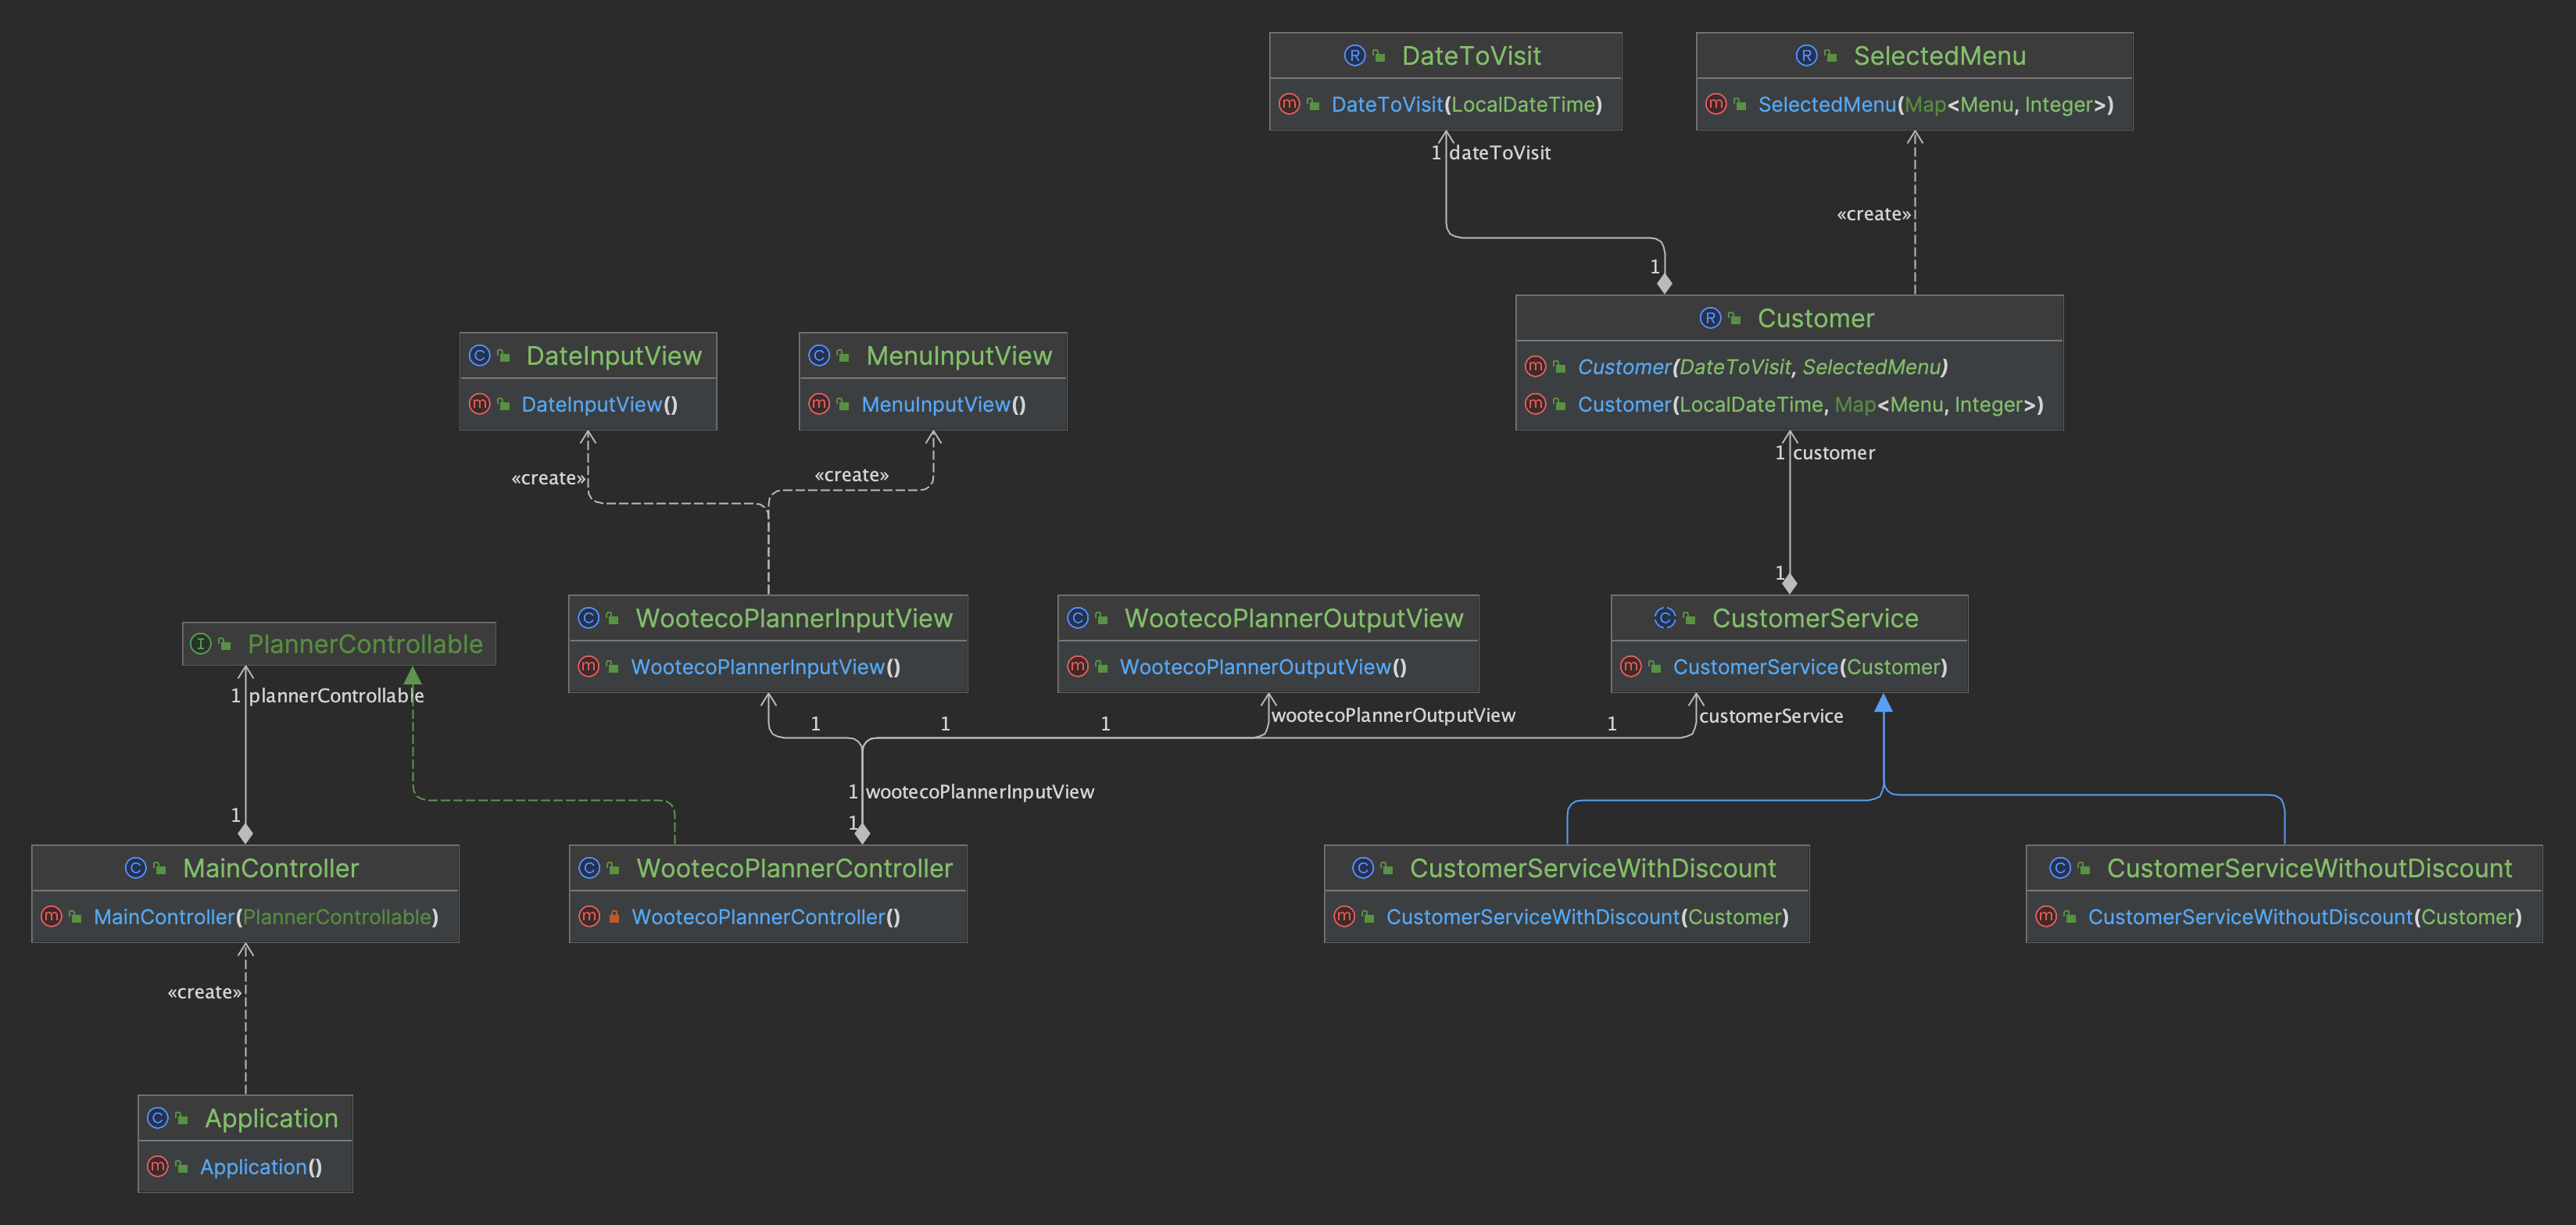 DateToVisit
DateToVisit(LocalDateTime)
SelectedMenu
SelectedMenu(Map<Menu, Integer>)
1 dateToVisit
«create»
1
Customer
Customer(DateToVisit, SelectedMenu)
Customer(LocalDateTime, Map<Menu, Integer>)
DateInputView
DateInputView()
MenuInputView
MenuInputView()
«create»
«create»
1 customer
1
PlannerControllable
WootecoPlannerInputView
WootecoPlannerInputView()
WootecoPlannerOutputView
WootecoPlannerOutputView()
CustomerService
CustomerService(Customer)
1 plannerControllable
1
1
1
wootecoPlannerOutputView
1
customerService
1 wootecoPlannerInputView
1
1
MainController
MainController(PlannerControllable)
WootecoPlannerController
WootecoPlannerController()
CustomerServiceWithDiscount
CustomerServiceWithDiscount(Customer)
CustomerServiceWithoutDiscount
CustomerServiceWithoutDiscount(Customer)
«create»
Application
Application()